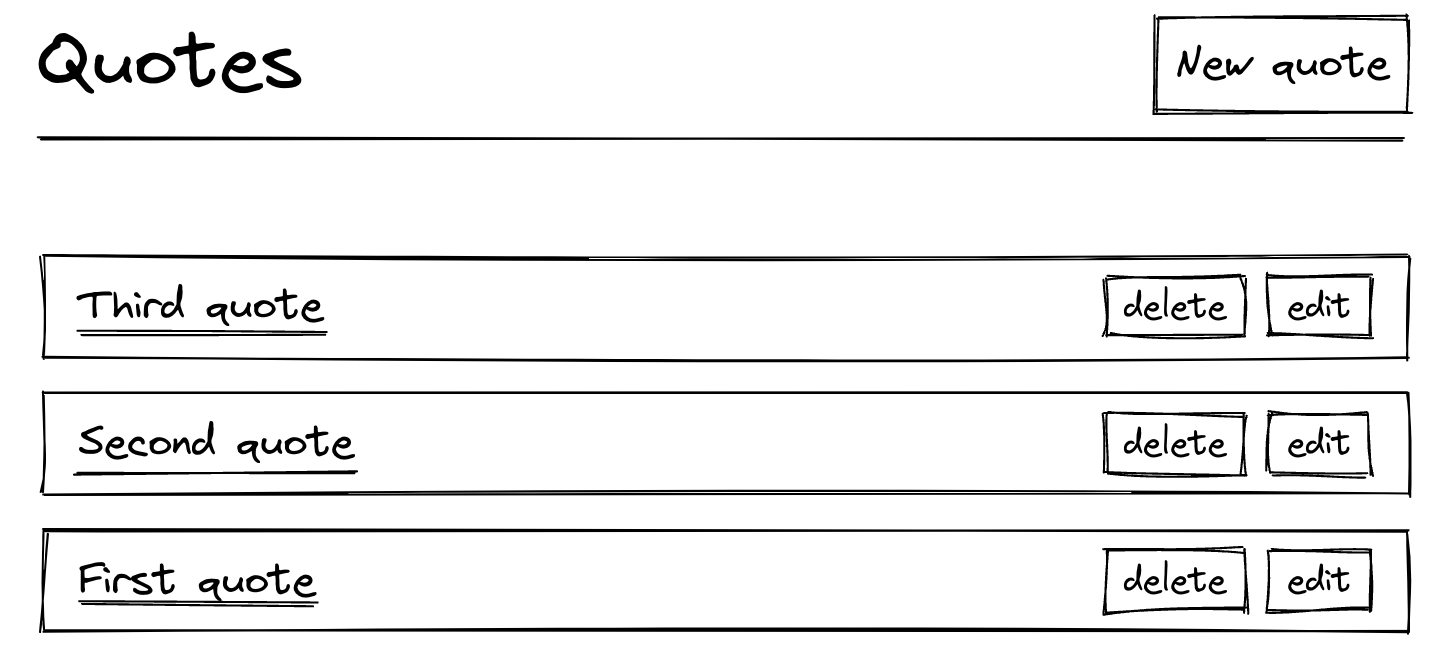 Quotes
New quote
Third quote delete edit
Second quote delete edit
First quote delete edit